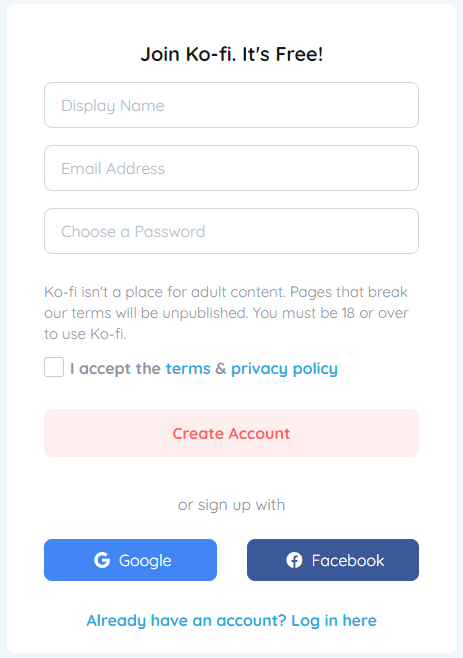 Join Ko-fi. It's Free!
Display Name
Email Address
Choose a Password
Ko-fi isn't a place for adult content. Pages that break
our terms will be unpublished. You must be 18 or over
to use Ko-fi.
I accept the terms & privacy policy
Create Account
or sign up with
Google
Facebook
Already have an account? Log in here